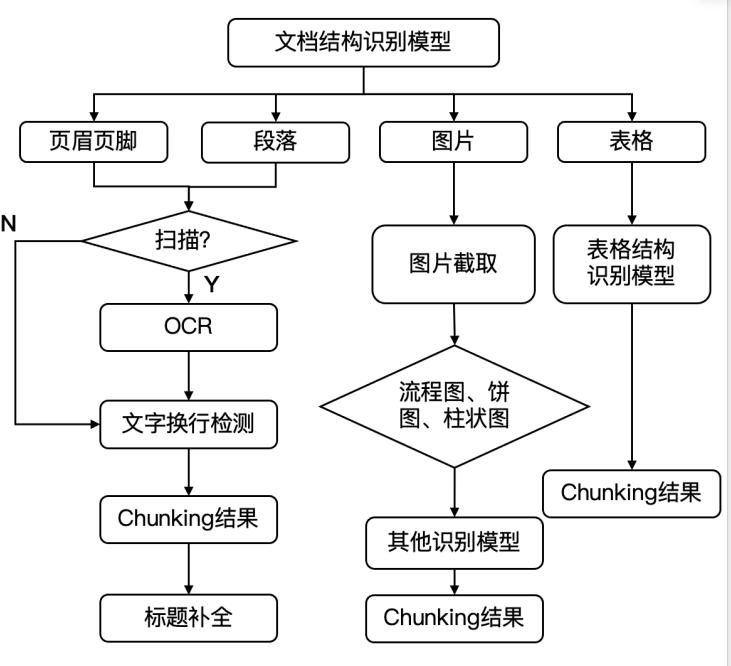 文档结构识别模型
页眉页脚
段落
图片
表格
N
扫描?
Y
OCR
文字换行检测
Chunking结果
标题补全
图片截取
流程图、饼
图、柱状图
其他识别模型
Chunking结果
表格结构
识别模型
Chunking结果